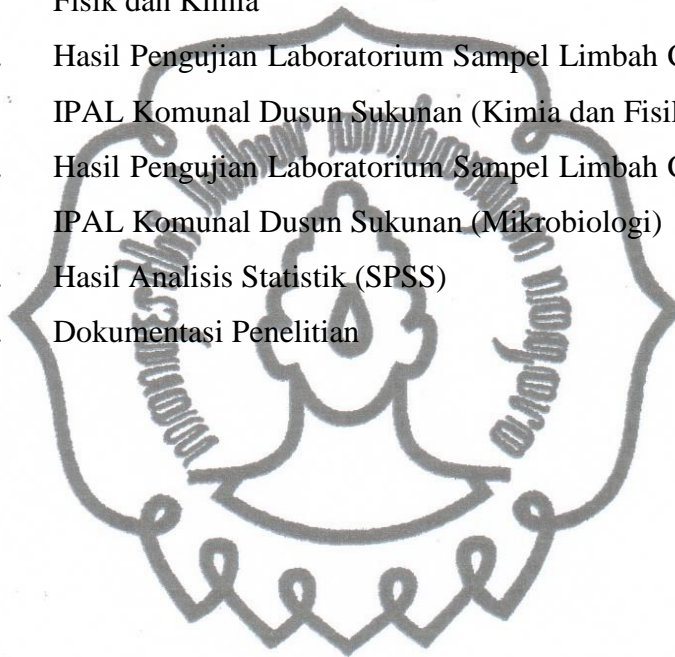 Fisik dan Kimia
. Hasil Pengujian Laboratorium Sampel Limbah C
IPAL Komunal Dusun Sukunan (Kimia dan Fisik
. Hasil Pengujian Laboratorium Sampel Limbah C
IPAL Komunal Dusun Sukunan (Mikrobiologi)
. Hasil Analisis Statistik (SPSS)
. Dokumentasi Penelitian